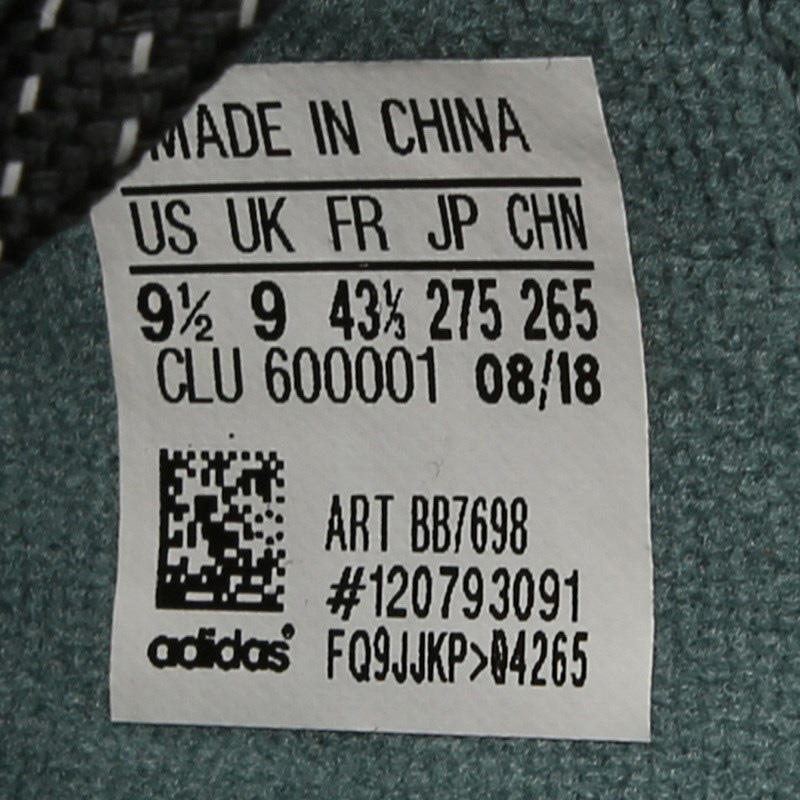 MADE IN CHINA
US UK FR JP CHN
9½ 9 43⅓ 275 265
CLU 600001 08/18
ART BB7698
#120793091
adidas® FQ9JJKP>04265